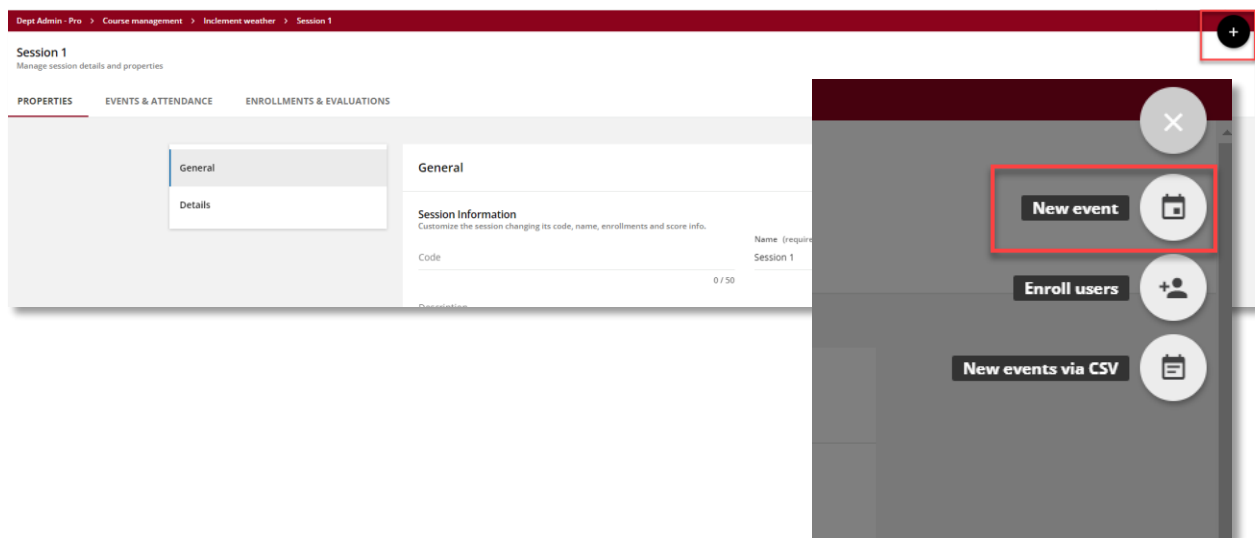 Dept Admin - Pro > Course management > Inclement weather > Session 1
+
Session 1
Manage session details and properties
PROPERTIES EVENTS & ATTENDANCE ENROLLMENTS & EVALUATIONS
General
Details
General
Session Information
Customize the session changing its code, name, enrollments and score info.
Code
0 / 50
Name (require
Session 1
Description
New event
Enroll users
New events via CSV